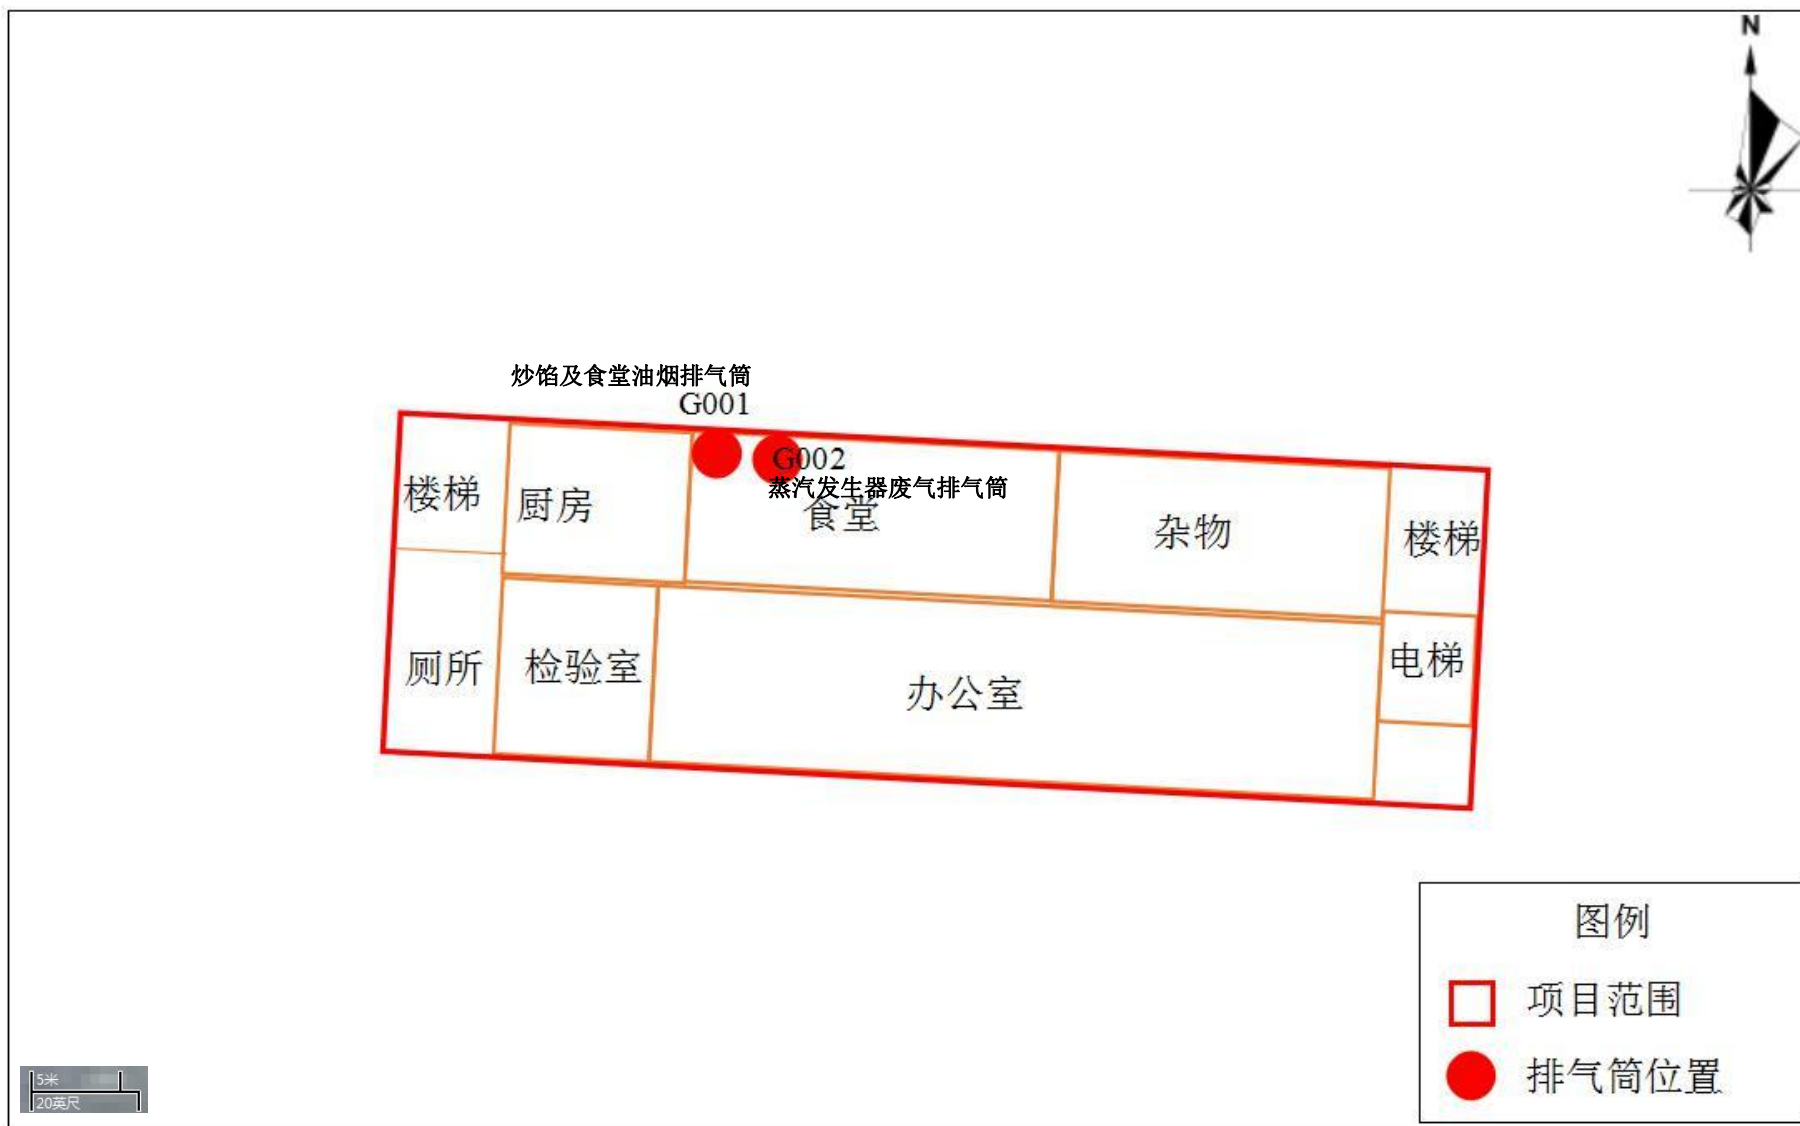 N
炒馅及食堂油烟排气筒
G001
G002
蒸汽发生器废气排气筒
楼梯
厨房
食堂
杂物
楼梯
厕所
检验室
办公室
电梯
图例
项目范围
排气筒位置
5米
20英尺